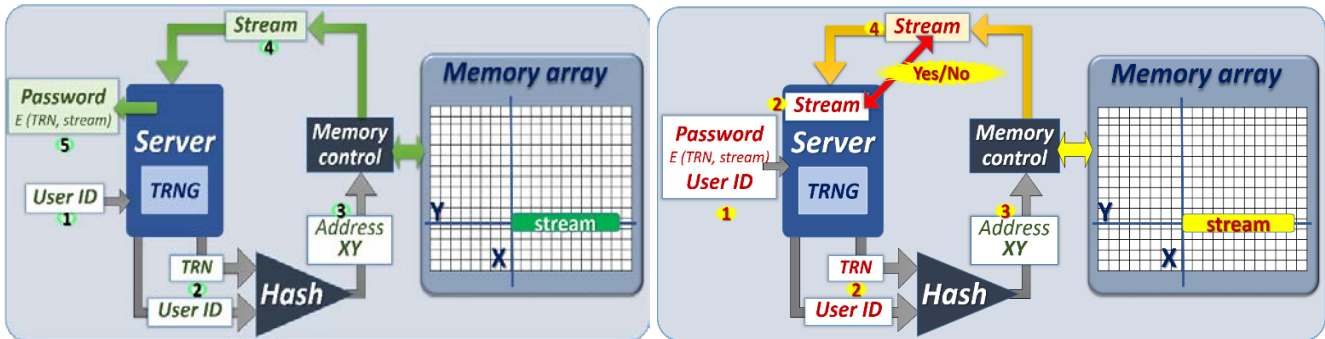 Stream
4
Memory array
Password
E (TRN, stream)
5
Server
TRNG
Memory
control
User ID
1
3
Address
XY
Y
stream
X
TRN
2
User ID
Hash
4
Stream
Yes/No
Memory array
2
Stream
Password
E (TRN, stream)
User ID
1
Server
TRNG
Memory
control
3
Address
XY
Y
stream
X
TRN
2
User ID
Hash